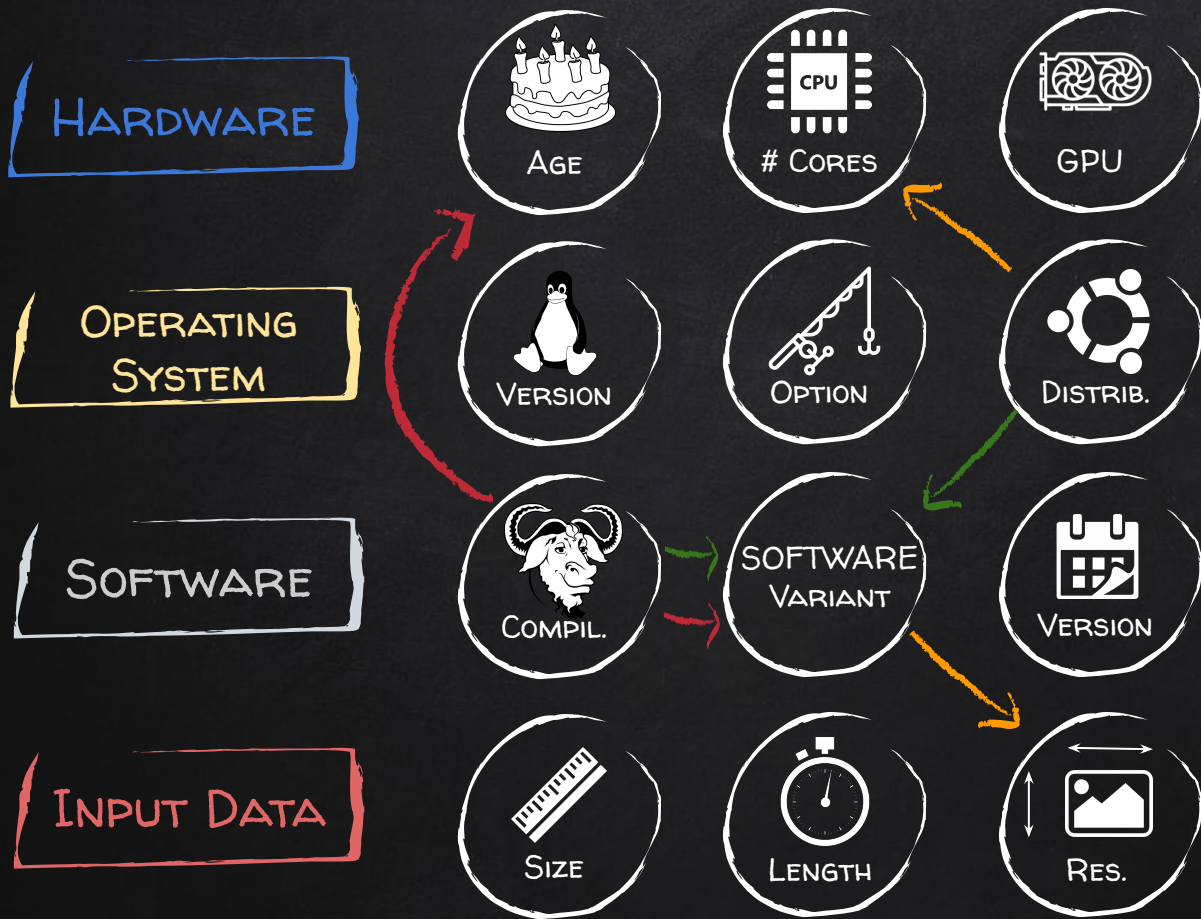 HARDWARE
AGE
CPU
# CORES
GPU
OPERATING
SYSTEM
VERSION
OPTION
DISTRIB.
SOFTWARE
COMPIL.
SOFTWARE
VARIANT
VERSION
INPUT DATA
SIZE
LENGTH
RES.